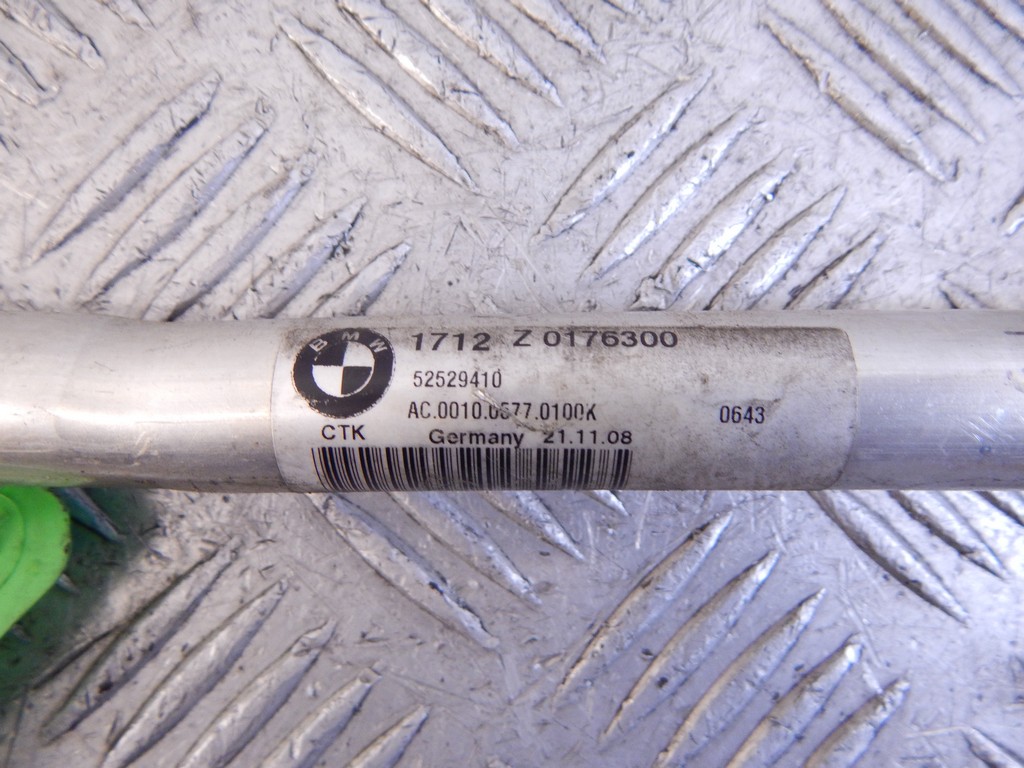 BMW
1712 Z 0176300
52529410
AC.0010.0677.0100K 0643
CTK Germany 21.11.08